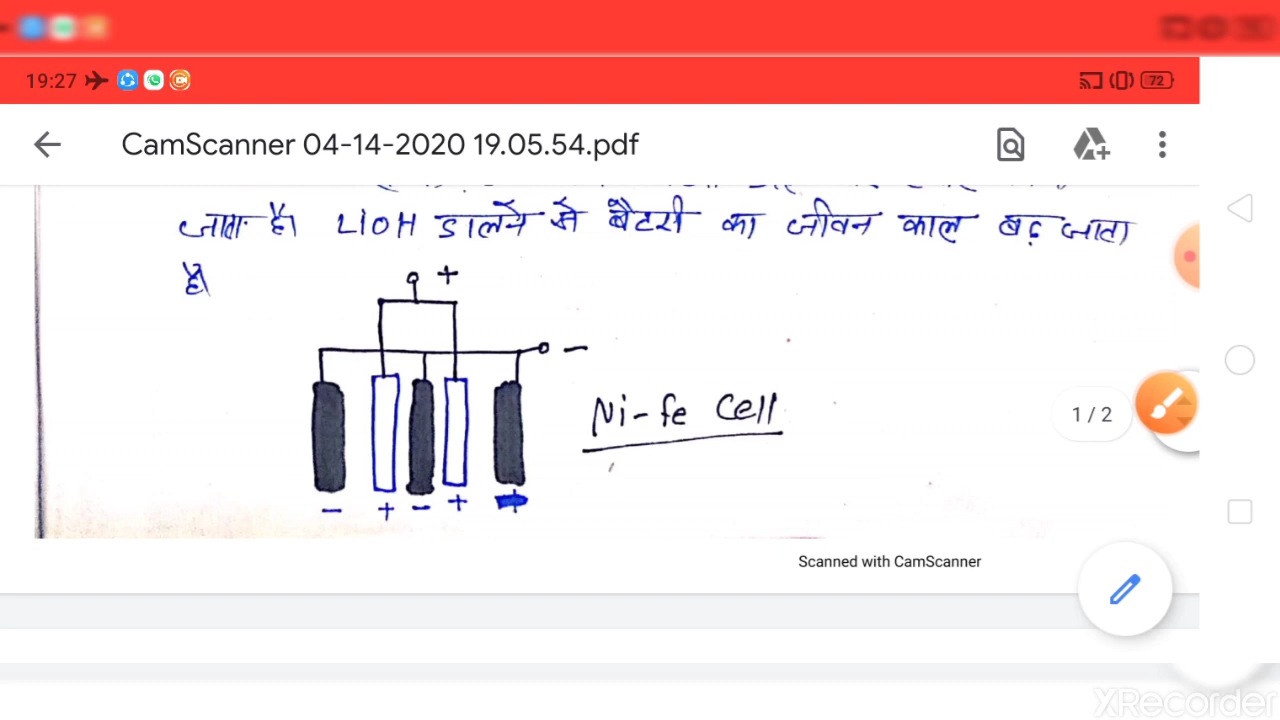 19:27
72
CamScanner 04-14-2020 19.05.54.pdf
जाता है। LIOH डालने से बैटरी का जीवन काल बढ़ जाता
है।
+
−
Ni-fe Cell
1 / 2
− + − +
Scanned with CamScanner
XRecorder